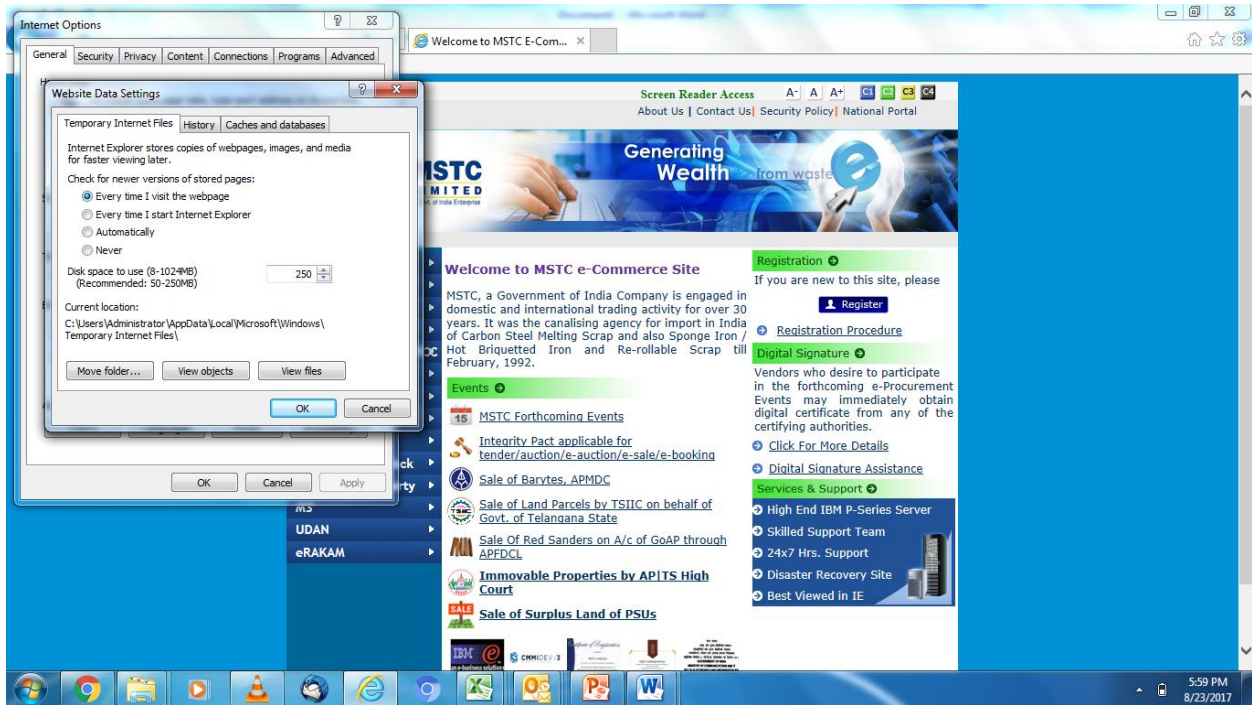 Internet Options
General Security Privacy Content Connections Programs Advanced
Website Data Settings
Temporary Internet Files History Caches and databases
Internet Explorer stores copies of webpages, images, and media
for faster viewing later.
Check for newer versions of stored pages:
Every time I visit the webpage
Every time I start Internet Explorer
Automatically
Never
Disk space to use (8-1024MB)
(Recommended: 50-250MB)
250
Current location:
C:\Users\Administrator\AppData\Local\Microsoft\Windows\
Temporary Internet Files\
Move folder... View objects View files
OK Cancel
OK Cancel Apply
Welcome to MSTC E-Com...
Screen Reader Access A- A A+ C1 C2 C3 C4
About Us | Contact Us| Security Policy| National Portal
MSTC
Generating
Wealth from waste
ck
rty
UDAN
eRAKAM
Welcome to MSTC e-Commerce Site
MSTC, a Government of India Company is engaged in
domestic and international trading activity for over 30
years. It was the canalising agency for import in India
of Carbon Steel Melting Scrap and also Sponge Iron /
Hot Briquetted Iron and Re-rollable Scrap till
February, 1992.
Events
15
MSTC Forthcoming Events
Integrity Pact applicable for
tender/auction/e-auction/e-sale/e-booking
Sale of Barytes, APMDC
Sale of Land Parcels by TSIIC on behalf of
Govt. of Telangana State
Sale Of Red Sanders on A/c of GoAP through
APFDCL
Immovable Properties by AP|TS High
Court
SALE
Sale of Surplus Land of PSUs
IBM
CMMIDEV/3
Registration
If you are new to this site, please
Register
Registration Procedure
Digital Signature
Vendors who desire to participate
in the forthcoming e-Procurement
Events may immediately obtain
digital certificate from any of the
certifying authorities.
Click For More Details
Digital Signature Assistance
Services & Support
High End IBM P-Series Server
Skilled Support Team
24x7 Hrs. Support
Disaster Recovery Site
Best Viewed in IE
5:59 PM
8/23/2017